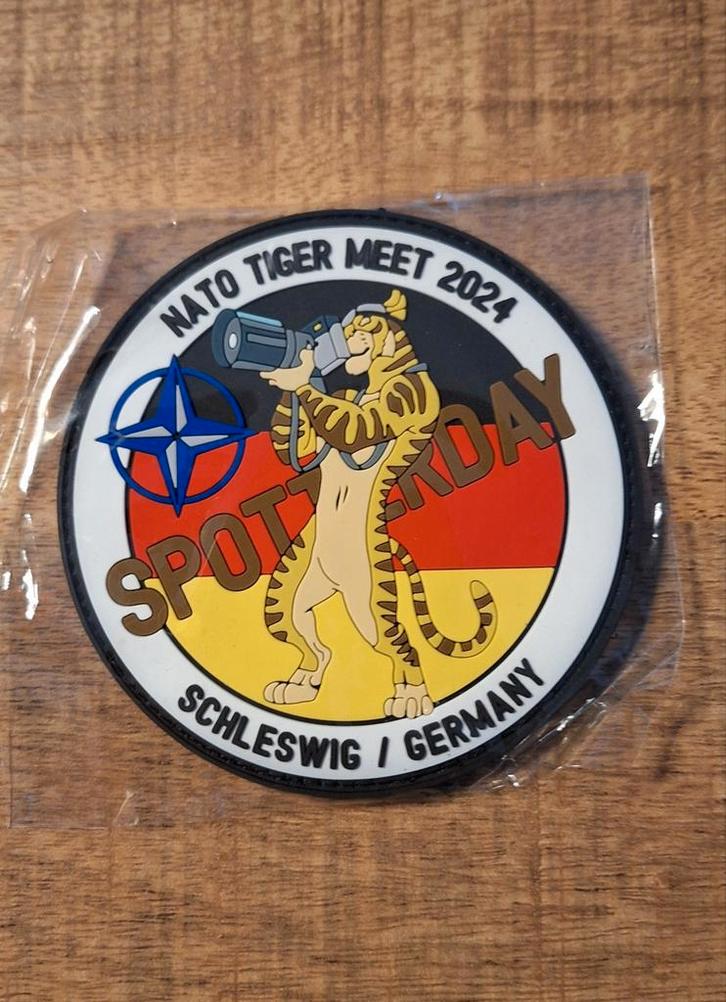 NATO TIGER MEET 2024
SPOTTERDAY
SCHLESWIG / GERMANY